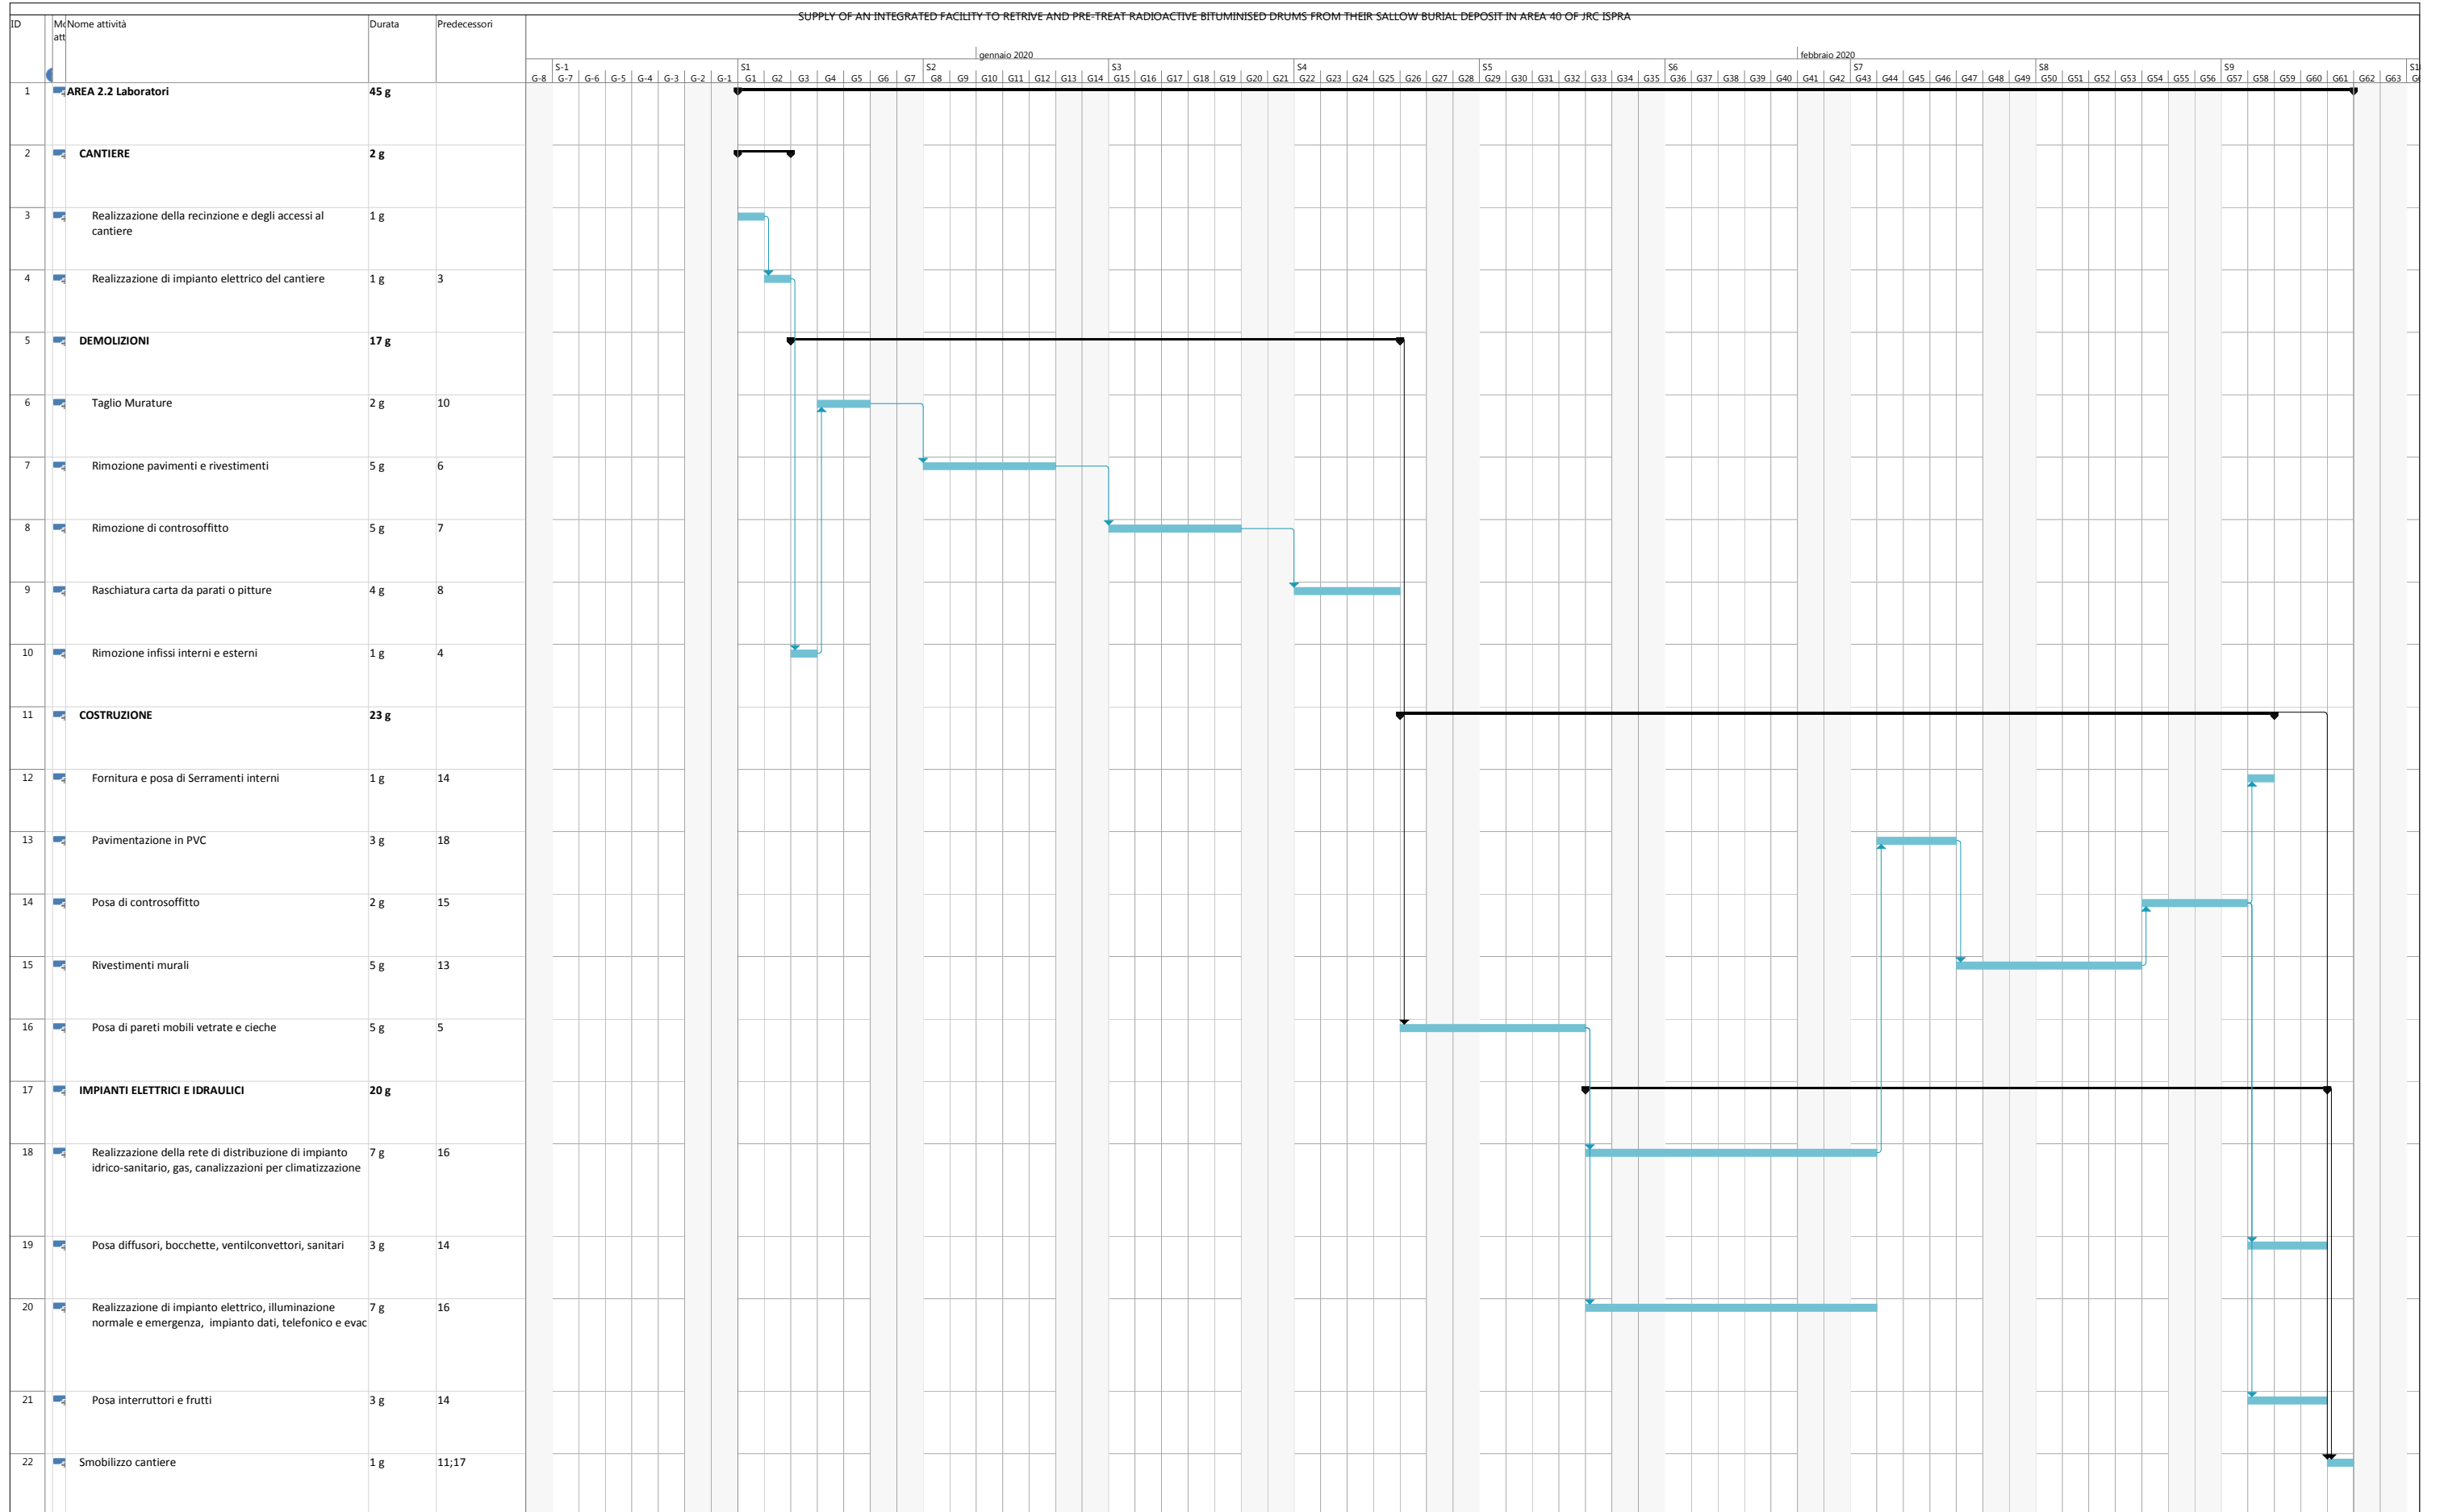 SUPPLY OF AN INTEGRATED FACILITY TO RETRIVE AND PRE-TREAT RADIOACTIVE BITUMINISED DRUMS FROM THEIR SALLOW BURIAL DEPOSIT IN AREA 40 OF JRC ISPRA
ID Mc Nome attività Durata Predecessori
att
gennaio 2020 febbraio 2020
S-1 S1 S2 S3 S4 S5 S6 S7 S8 S9 S1
G-8 G-7 G-6 G-5 G-4 G-3 G-2 G-1 G1 G2 G3 G4 G5 G6 G7 G8 G9 G10 G11 G12 G13 G14 G15 G16 G17 G18 G19 G20 G21 G22 G23 G24 G25 G26 G27 G28 G29 G30 G31 G32 G33 G34 G35 G36 G37 G38 G39 G40 G41 G42 G43 G44 G45 G46 G47 G48 G49 G50 G51 G52 G53 G54 G55 G56 G57 G58 G59 G60 G61 G62 G63
1 AREA 2.2 Laboratori 45 g
2 CANTIERE 2 g
3 Realizzazione della recinzione e degli accessi al 1 g
cantiere
4 Realizzazione di impianto elettrico del cantiere 1 g 3
5 DEMOLIZIONI 17 g
6 Taglio Murature 2 g 10
7 Rimozione pavimenti e rivestimenti 5 g 6
8 Rimozione di controsoffitto 5 g 7
9 Raschiatura carta da parati o pitture 4 g 8
10 Rimozione infissi interni e esterni 1 g 4
11 COSTRUZIONE 23 g
12 Fornitura e posa di Serramenti interni 1 g 14
13 Pavimentazione in PVC 3 g 18
14 Posa di controsoffitto 2 g 15
15 Rivestimenti murali 5 g 13
16 Posa di pareti mobili vetrate e cieche 5 g 5
17 IMPIANTI ELETTRICI E IDRAULICI 20 g
18 Realizzazione della rete di distribuzione di impianto 7 g 16
idrico-sanitario, gas, canalizzazioni per climatizzazione
19 Posa diffusori, bocchette, ventilconvettori, sanitari 3 g 14
20 Realizzazione di impianto elettrico, illuminazione 7 g 16
normale e emergenza, impianto dati, telefonico e evac
21 Posa interruttori e frutti 3 g 14
22 Smobilizzo cantiere 1 g 11;17